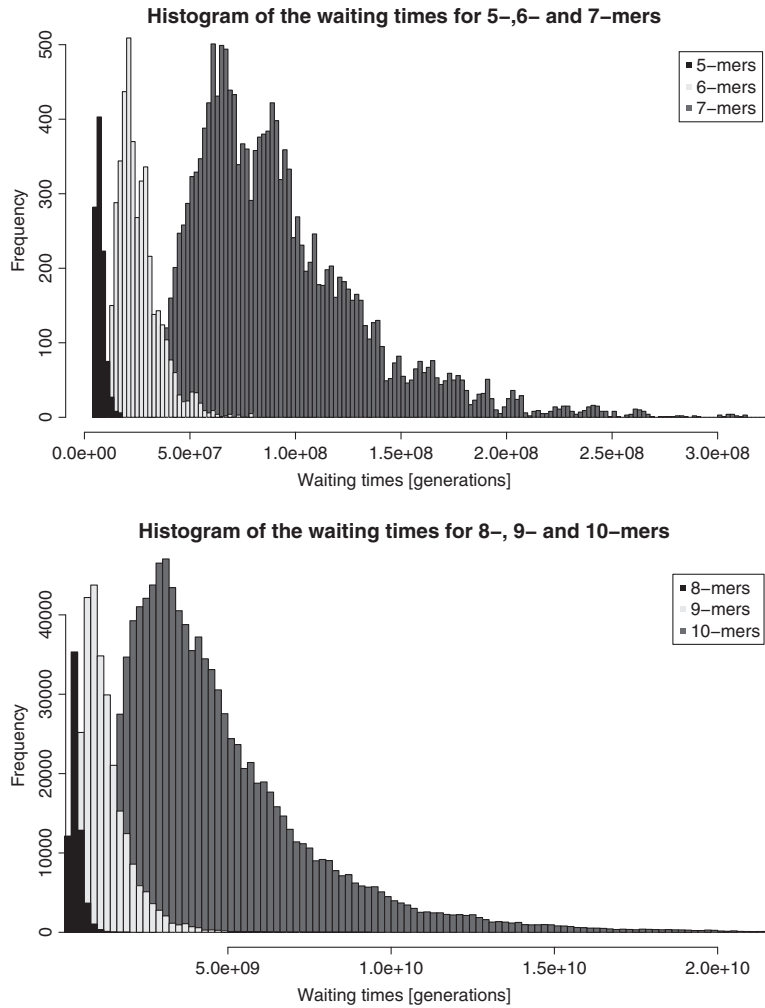 Histogram of the waiting times for 5−,6− and 7−mers
5−mers
6−mers
7−mers
Frequency
500
400
300
200
100
0
0.0e+00 5.0e+07 1.0e+08 1.5e+08 2.0e+08 2.5e+08 3.0e+08
Waiting times [generations]
Histogram of the waiting times for 8−, 9− and 10−mers
8−mers
9−mers
10−mers
Frequency
40000
30000
20000
10000
0
5.0e+09 1.0e+10 1.5e+10 2.0e+10
Waiting times [generations]